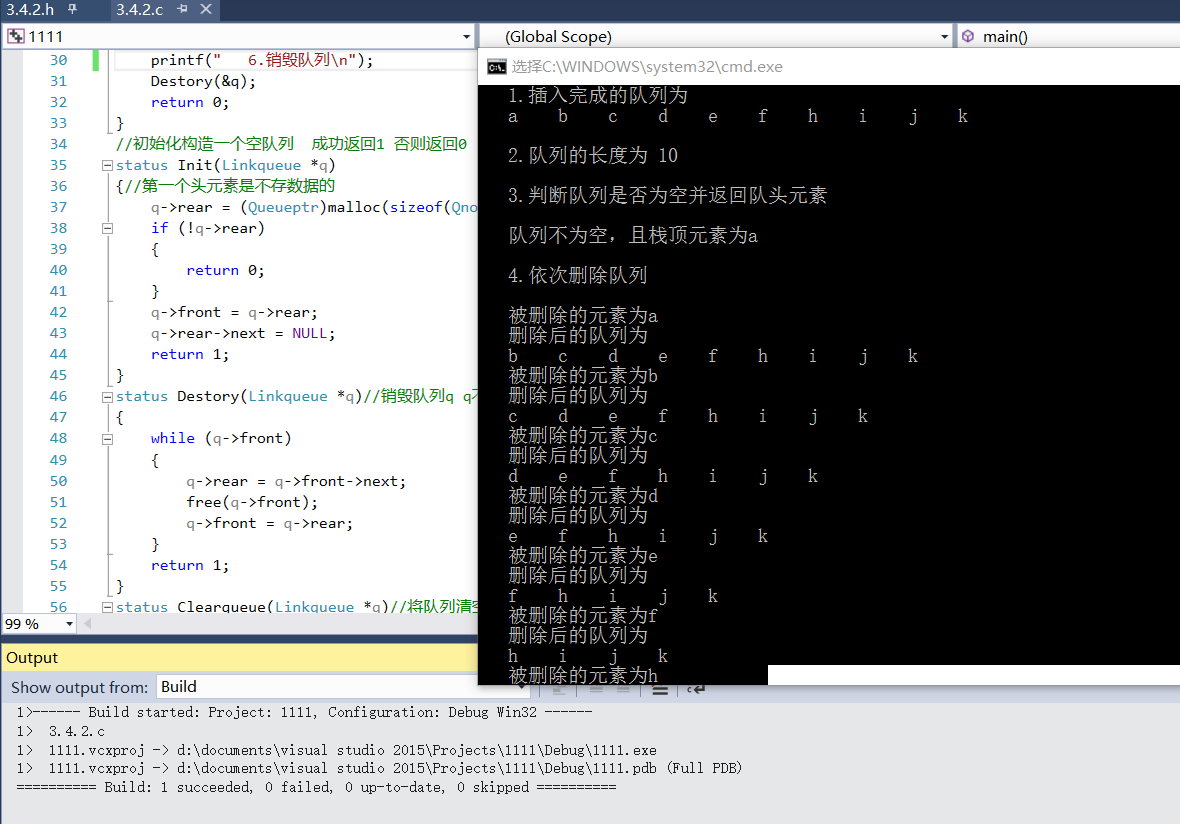 3.4.2.h
3.4.2.c
1111
(Global Scope)
main()
30 printf("   6.销毁队列\n");
31 Destory(&q);
32 return 0;
33 }
34 //初始化构造一个空队列  成功返回1 否则返回0
35 status Init(Linkqueue *q)
36 {//第一个头元素是不存数据的
37 q->rear = (Queueptr)malloc(sizeof(Qno
38 if (!q->rear)
39 {
40 return 0;
41 }
42 q->front = q->rear;
43 q->rear->next = NULL;
44 return 1;
45 }
46 status Destory(Linkqueue *q)//销毁队列q q
47 {
48 while (q->front)
49 {
50 q->rear = q->front->next;
51 free(q->front);
52 q->front = q->rear;
53 }
54 return 1;
55 }
56 status Clearqueue(Linkqueue *q)//将队列清空
99 %
选择C:\WINDOWS\system32\cmd.exe
1.插入完成的队列为
a b c d e f h i j k
2.队列的长度为 10
3.判断队列是否为空并返回队头元素
队列不为空，且栈顶元素为a
4.依次删除队列
被删除的元素为a
删除后的队列为
b c d e f h i j k
被删除的元素为b
删除后的队列为
c d e f h i j k
被删除的元素为c
删除后的队列为
d e f h i j k
被删除的元素为d
删除后的队列为
e f h i j k
被删除的元素为e
删除后的队列为
f h i j k
被删除的元素为f
删除后的队列为
h i j k
被删除的元素为h
Output
Show output from: Build
1>------ Build started: Project: 1111, Configuration: Debug Win32 ------
1>  3.4.2.c
1>  1111.vcxproj -> d:\documents\visual studio 2015\Projects\1111\Debug\1111.exe
1>  1111.vcxproj -> d:\documents\visual studio 2015\Projects\1111\Debug\1111.pdb (Full PDB)
========== Build: 1 succeeded, 0 failed, 0 up-to-date, 0 skipped ==========